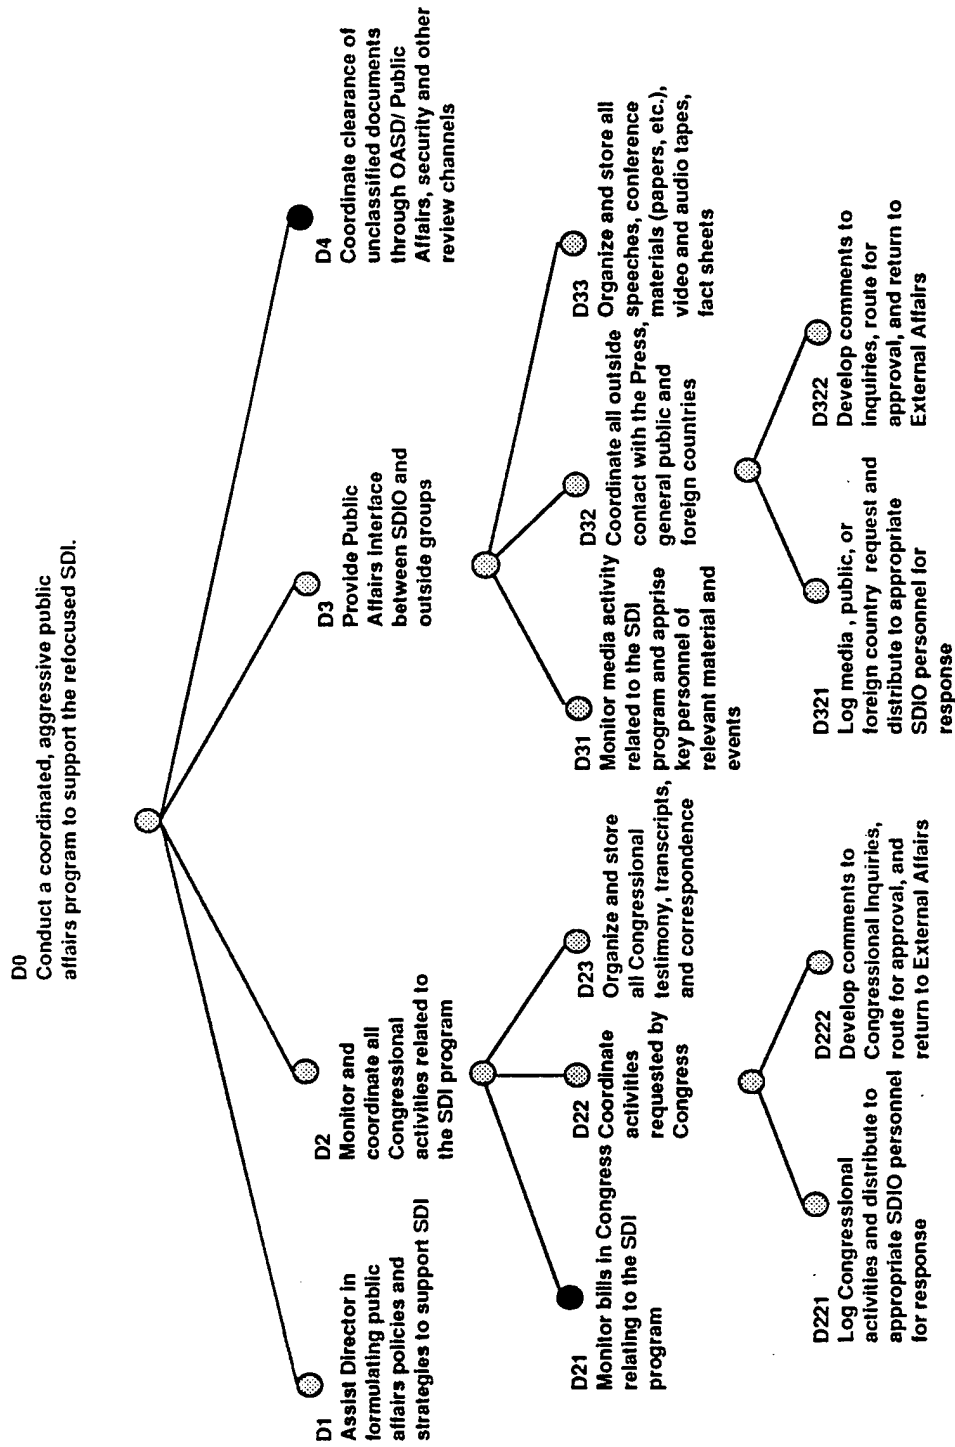 D0
Conduct a coordinated, aggressive public
affairs program to support the refocused SDI.
D1
Assist Director in
formulating public
affairs policies and
strategies to support SDI
D2
Monitor and
coordinate all
Congressional
activities related to
the SDI program
D3
Provide Public
Affairs Interface
between SDIO and
outside groups
D4
Coordinate clearance of
unclassified documents
through OASD/ Public
Affairs, security and other
review channels
D21
Monitor bills in Congress
relating to the SDI
program
D22
Coordinate
activities
requested by
Congress
D23
Organize and store
all Congressional
testimony, transcripts,
and correspondence
D31
Monitor media activity
related to the SDI
program and apprise
key personnel of
relevant material and
events
D32
Coordinate all outside
contact with the Press,
general public and
foreign countries
D33
Organize and store all
speeches, conference
materials (papers, etc.),
video and audio tapes,
fact sheets
D221
Log Congressional
activities and distribute to
appropriate SDIO personnel
for response
D222
Develop comments to
Congressional Inquiries,
route for approval, and
return to External Affairs
D321
Log media , public, or
foreign country request and
distribute to appropriate
SDIO personnel for
response
D322
Develop comments to
inquiries, route for
approval, and return to
External Affairs